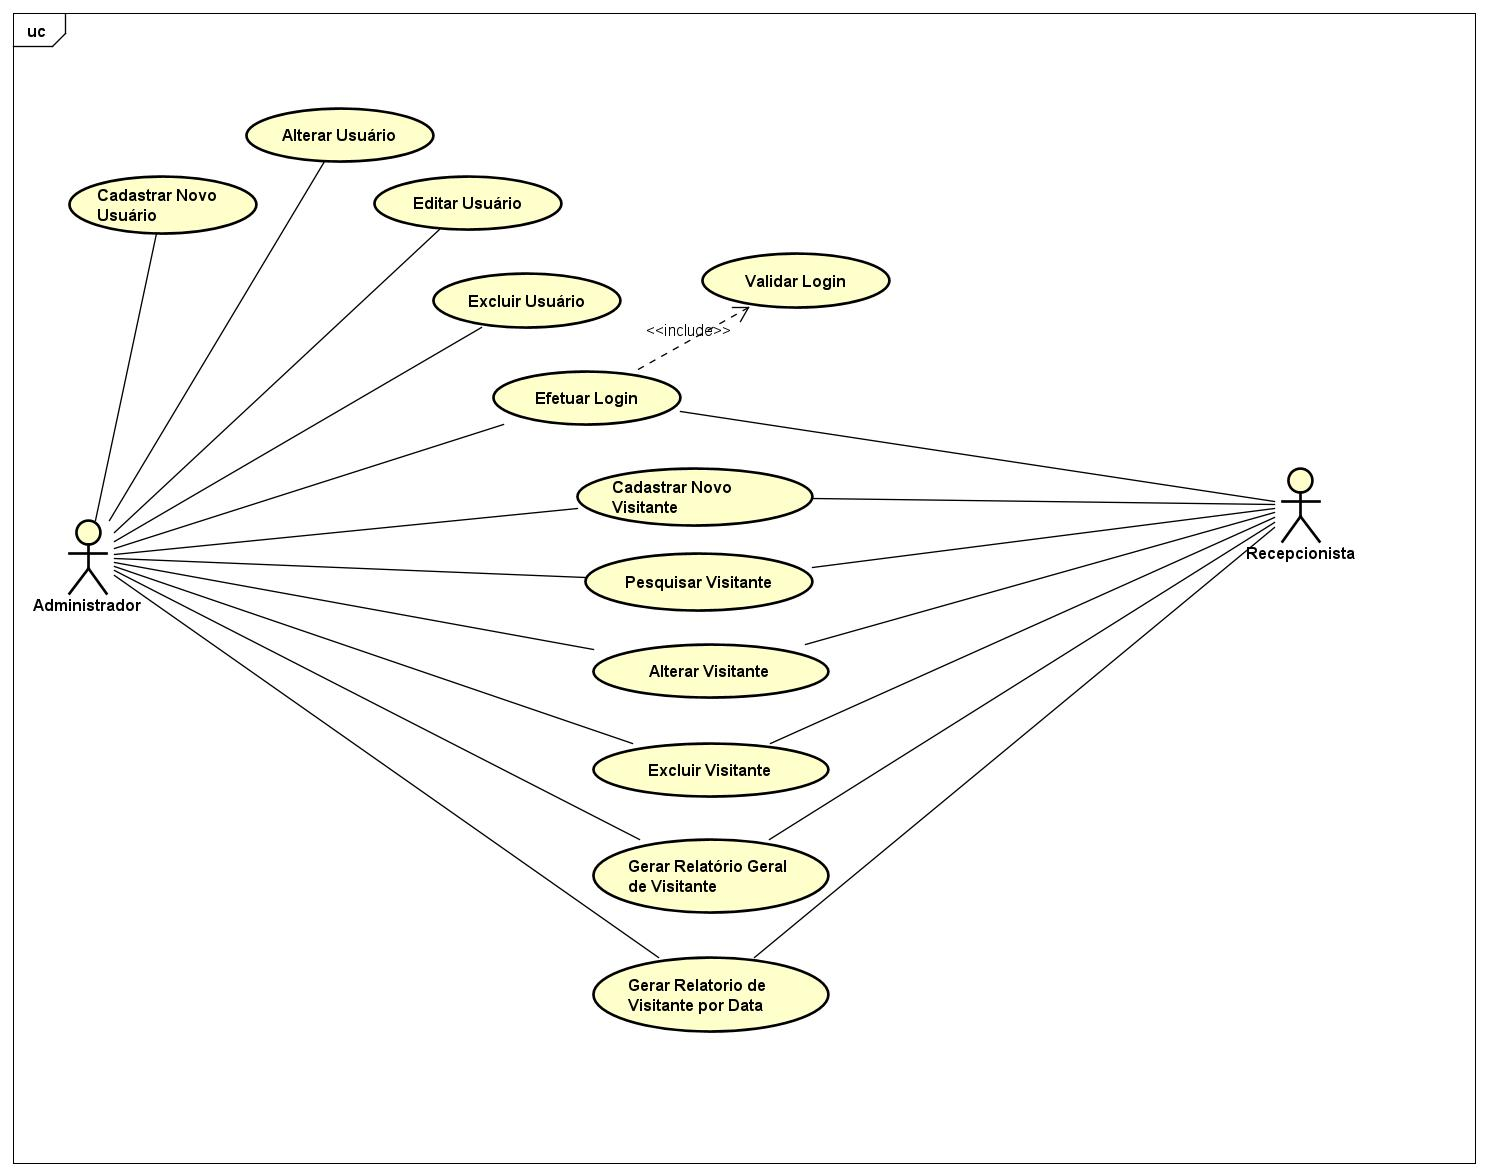 uc
Alterar Usuário
Cadastrar Novo
Usuário
Editar Usuário
Validar Login
Excluir Usuário
<<include>>
Efetuar Login
Cadastrar Novo
Visitante
Recepcionista
Pesquisar Visitante
Administrador
Alterar Visitante
Excluir Visitante
Gerar Relatório Geral
de Visitante
Gerar Relatorio de
Visitante por Data